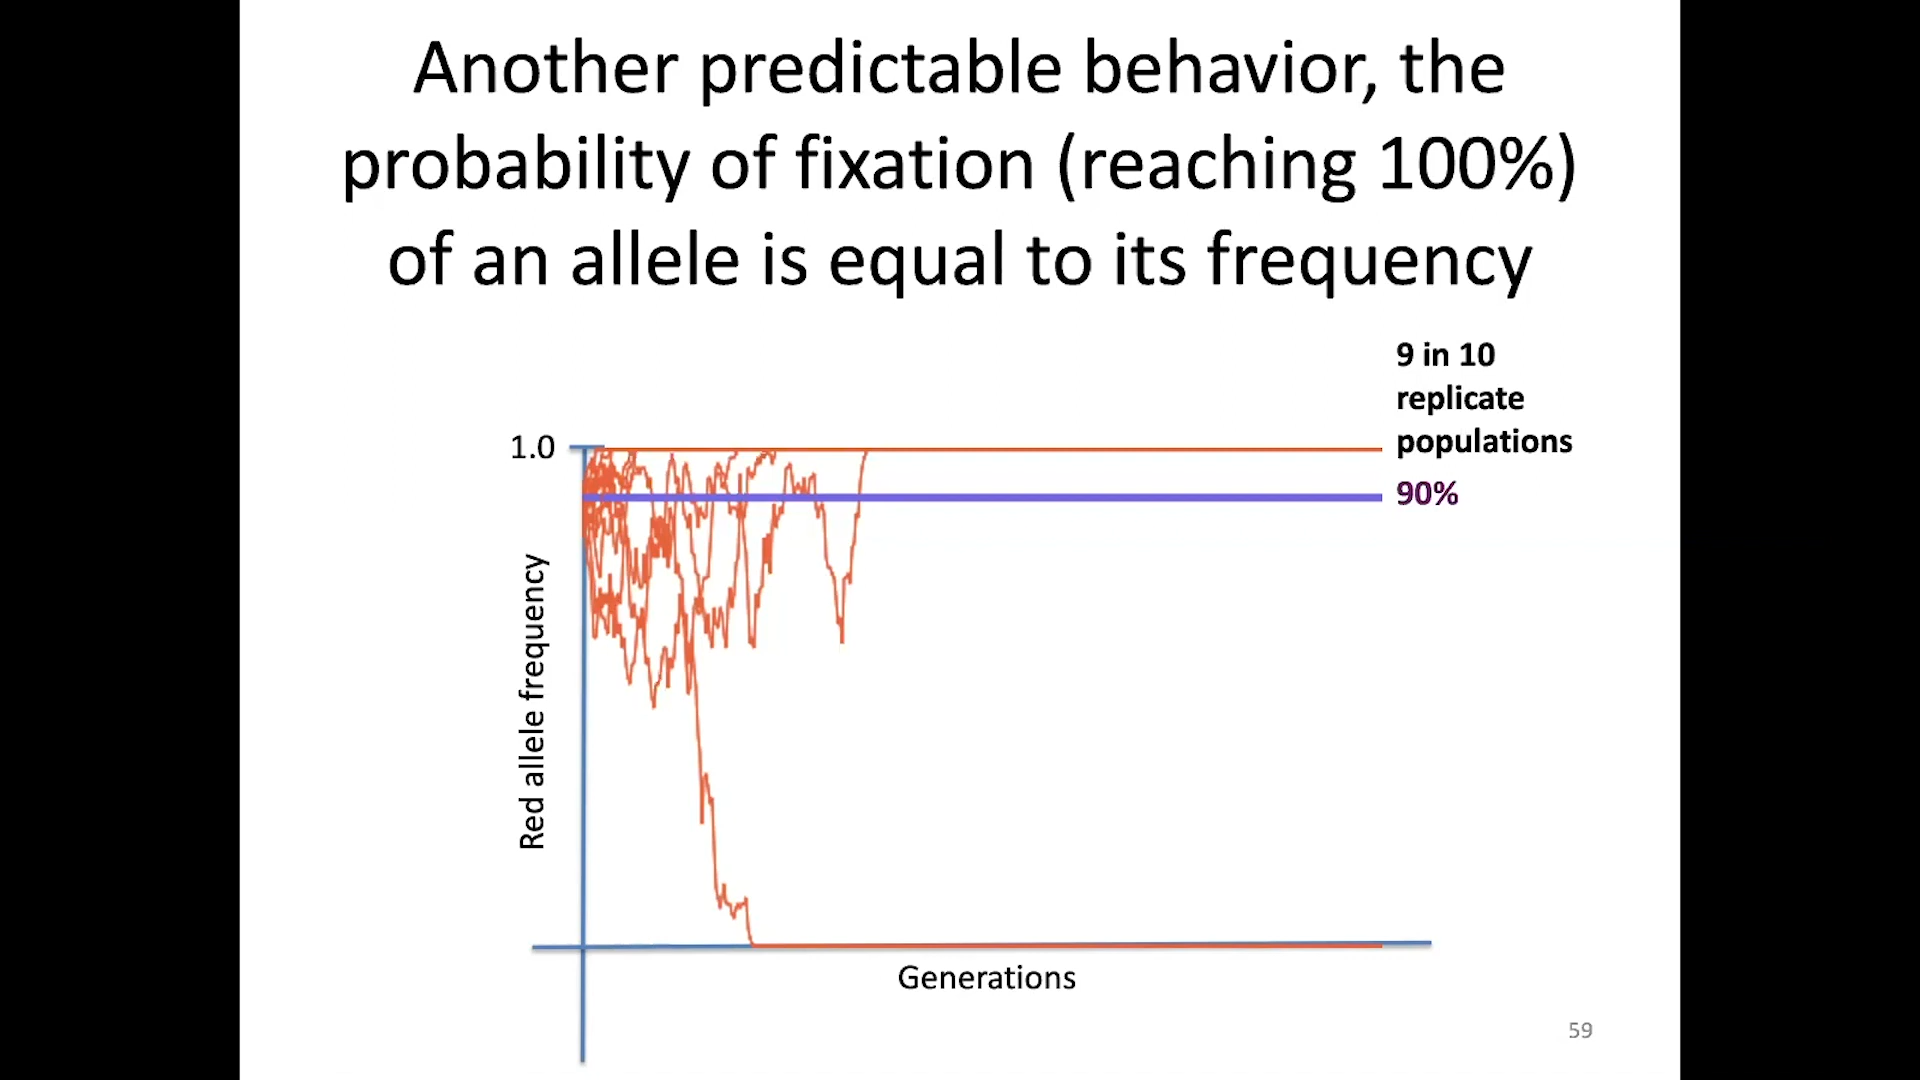 Another predictable behavior, the
probability of fixation (reaching 100%)
of an allele is equal to its frequency
9 in 10
replicate
populations
1.0
90%
Red allele frequency
Generations
59